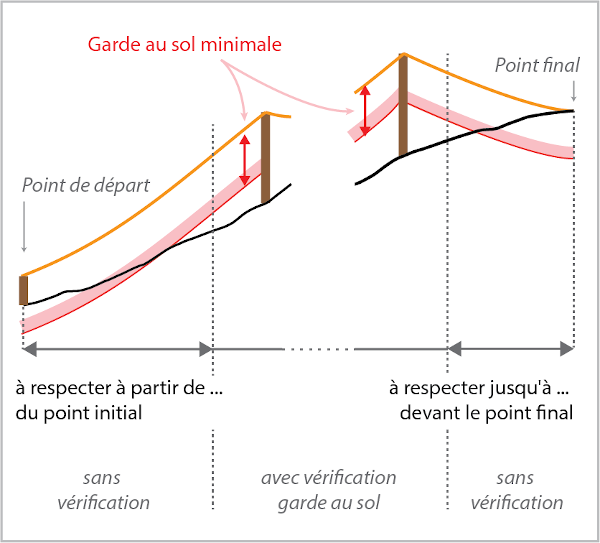 Garde au sol minimale
Point final
Point de départ
à respecter à partir de ...
du point initial
à respecter jusqu'à ...
devant le point final
sans
vérification
avec vérification
garde au sol
sans
vérification